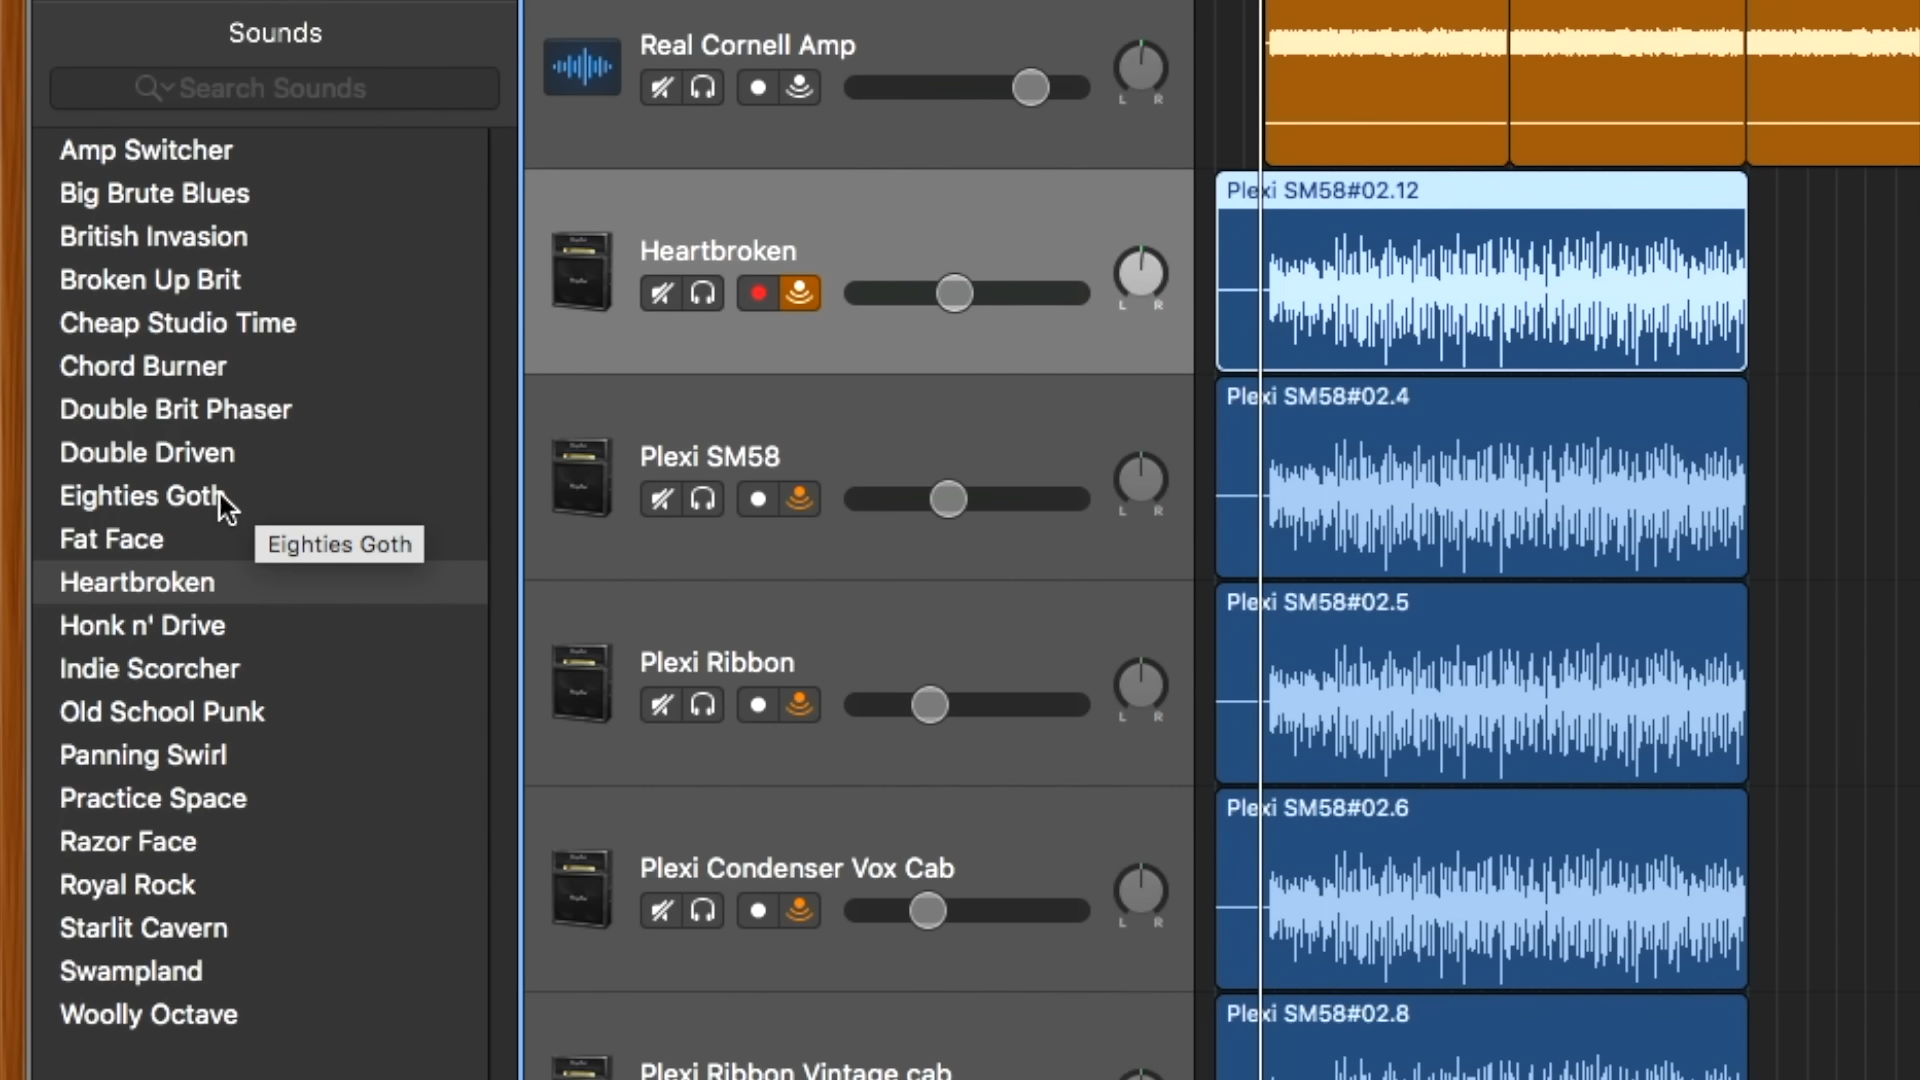 Sounds
Search Sounds
Amp Switcher
Big Brute Blues
British Invasion
Broken Up Brit
Cheap Studio Time
Chord Burner
Double Brit Phaser
Double Driven
Eighties Goth
Eighties Goth
Fat Face
Heartbroken
Honk n' Drive
Indie Scorcher
Old School Punk
Panning Swirl
Practice Space
Razor Face
Royal Rock
Starlit Cavern
Swampland
Woolly Octave
Real Cornell Amp
L R
Heartbroken
L R
Plexi SM58
L R
Plexi Ribbon
L R
Plexi Condenser Vox Cab
L R
Plexi Ribbon Vintage cab
Plexi SM58#02.12
Plexi SM58#02.4
Plexi SM58#02.5
Plexi SM58#02.6
Plexi SM58#02.8